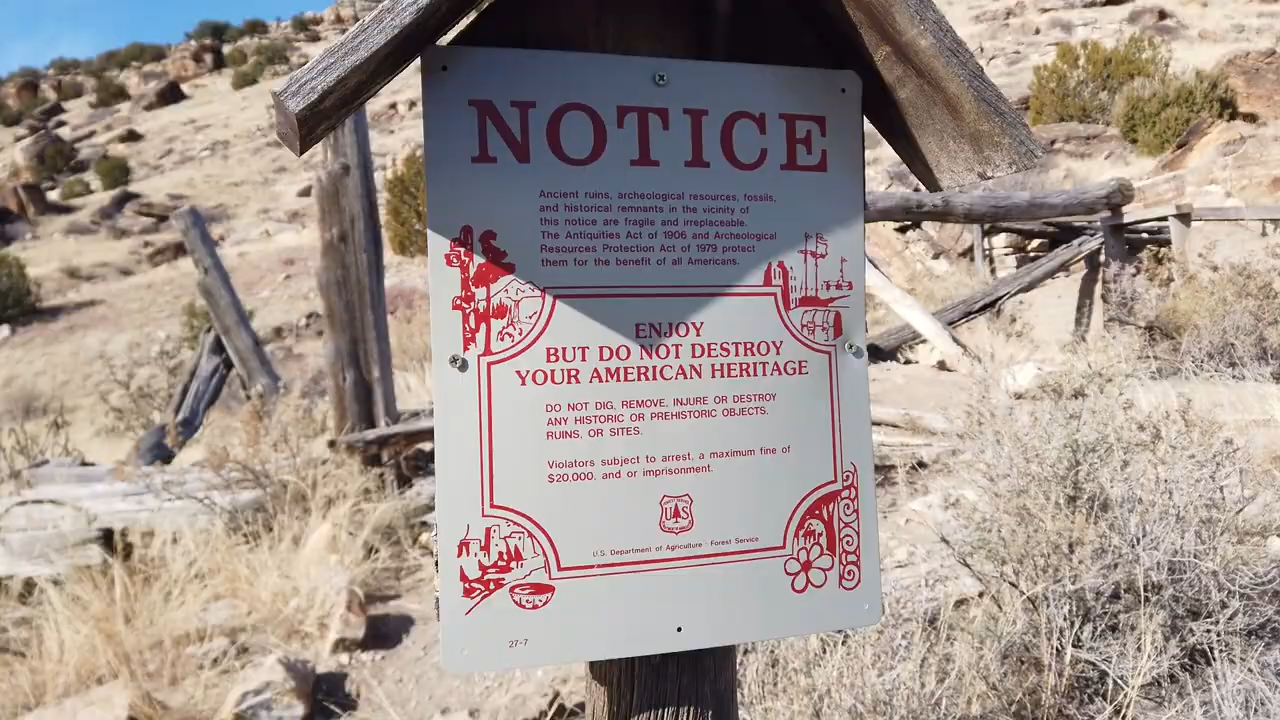 NOTICE
Ancient ruins, archeological resources, fossils,
and historical remnants in the vicinity of
this notice are fragile and irreplaceable.
The Antiquities Act of 1906 and Archeological
Resources Protection Act of 1979 protect
them for the benefit of all Americans.
ENJOY
BUT DO NOT DESTROY
YOUR AMERICAN HERITAGE
DO NOT DIG, REMOVE, INJURE OR DESTROY
ANY HISTORIC OR PREHISTORIC OBJECTS,
RUINS, OR SITES.
Violators subject to arrest, a maximum fine of
$20,000. and or imprisonment.
FOREST SERVICE
U S
U.S. Department of Agriculture · Forest Service
27-7